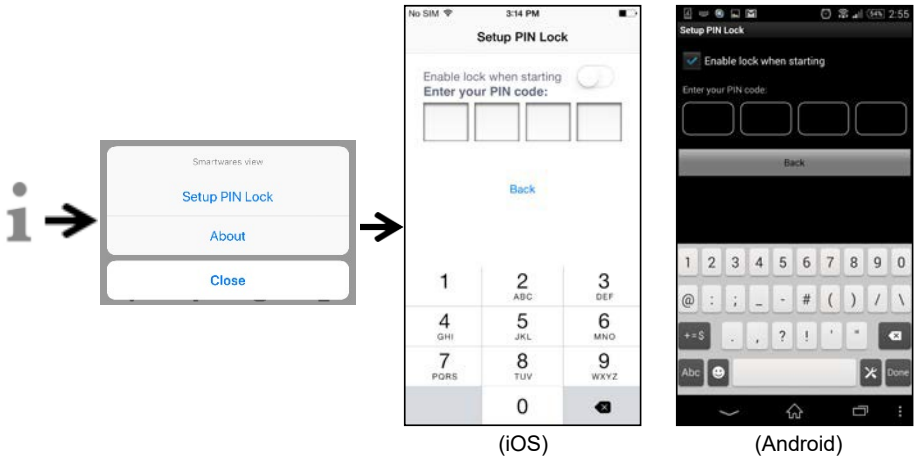 Smartwares view
Setup PIN Lock
About
Close
No SIM 3:14 PM
Setup PIN Lock
Enable lock when starting
Enter your PIN code:
Back
1 2 3
ABC DEF
4 5 6
GHI JKL MNO
7 8 9
PQRS TUV WXYZ
0
(iOS)
54% 2:55
Setup PIN Lock
Enable lock when starting
Enter your PIN code:
Back
1 2 3 4 5 6 7 8 9 0
@ : ; _ - # ( ) / \
+=$ . , ? ! ' "
Abc Done
(Android)